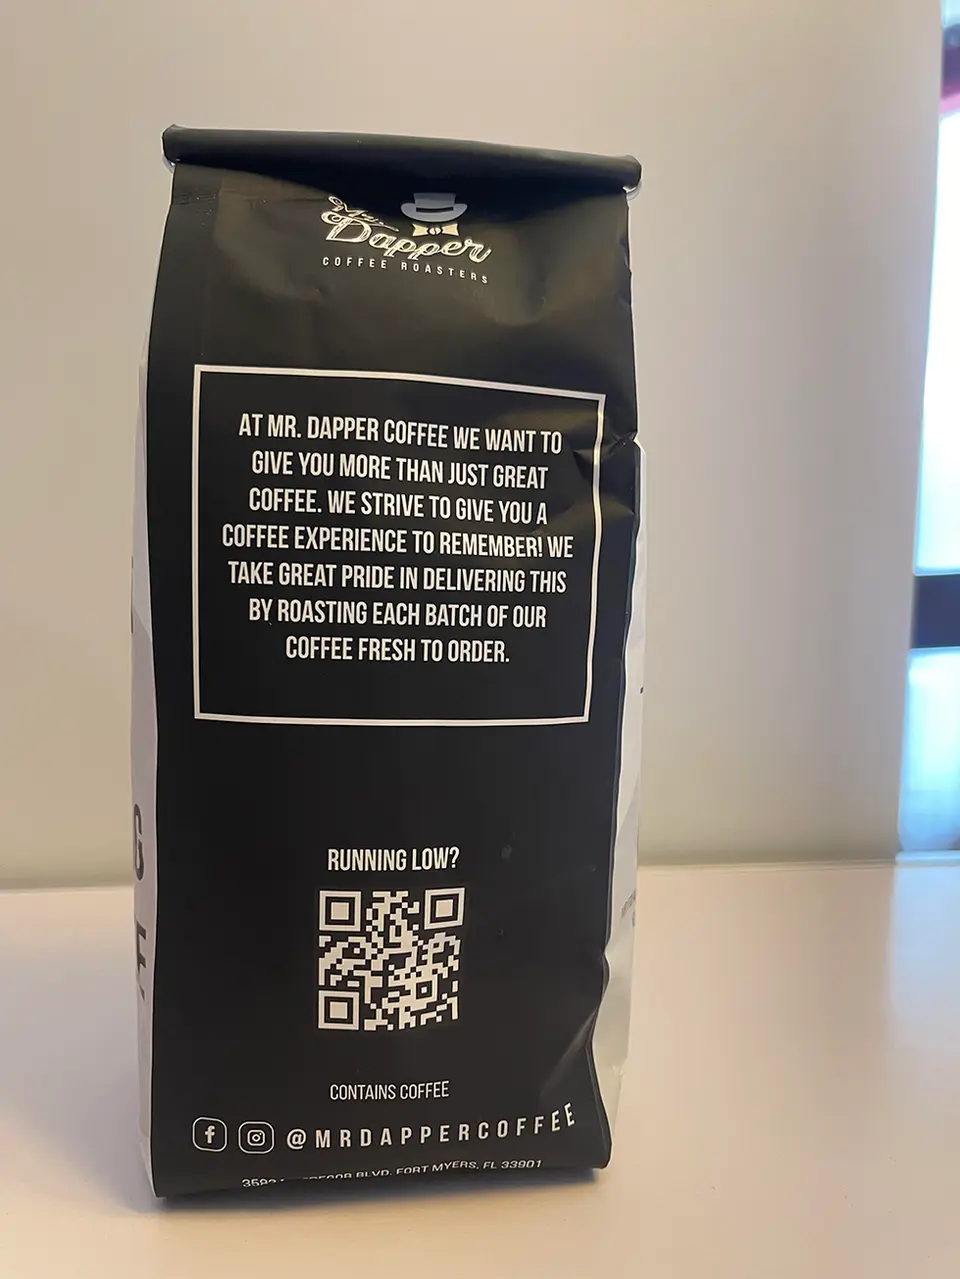 Mr.
Dapper
COFFEE ROASTERS
AT MR. DAPPER COFFEE WE WANT TO
GIVE YOU MORE THAN JUST GREAT
COFFEE. WE STRIVE TO GIVE YOU A
COFFEE EXPERIENCE TO REMEMBER! WE
TAKE GREAT PRIDE IN DELIVERING THIS
BY ROASTING EACH BATCH OF OUR
COFFEE FRESH TO ORDER.
RUNNING LOW?
CONTAINS COFFEE
@MRDAPPERCOFFEE
BLVD. FORT MYERS, FL 33901